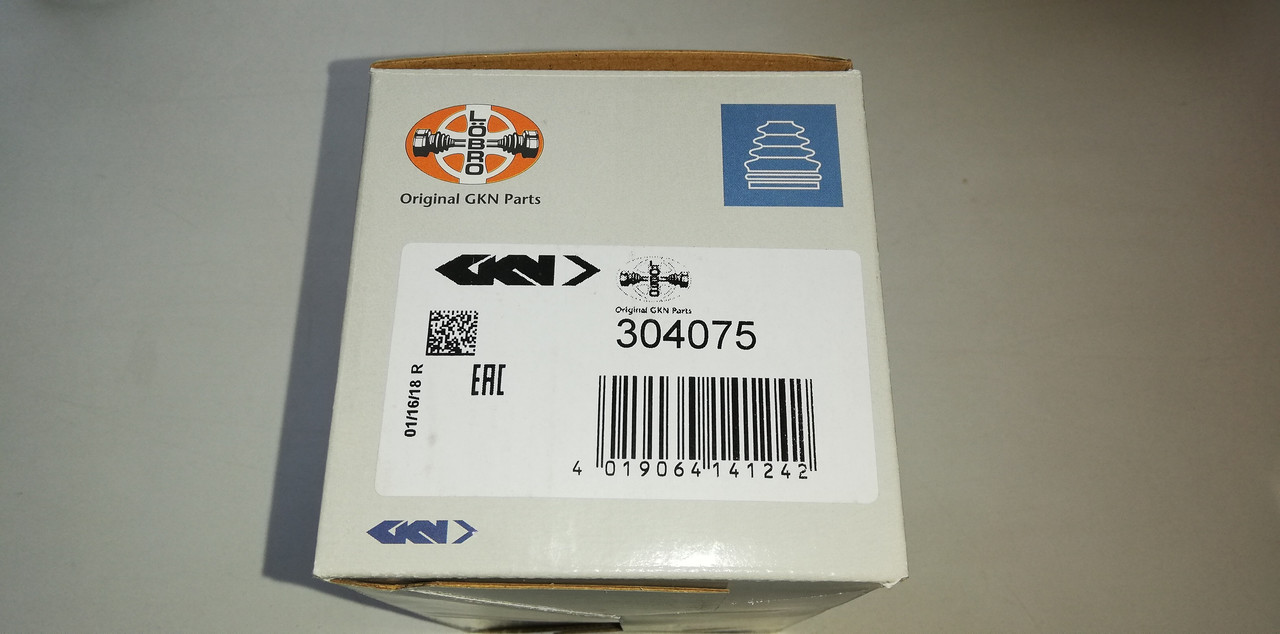 LÖBRO
Original GKN Parts
GKN
LÖBRO
Original GKN Parts
304075
EAC
01/16/18 R
4 019064 141242
GKN